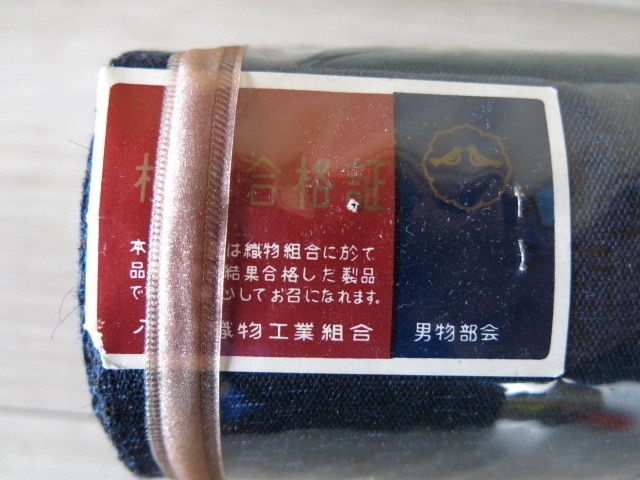 合格証
本 は織物組合に於て
品 結果合格した製品
で してお召になれます。
織物工業組合
男物部会